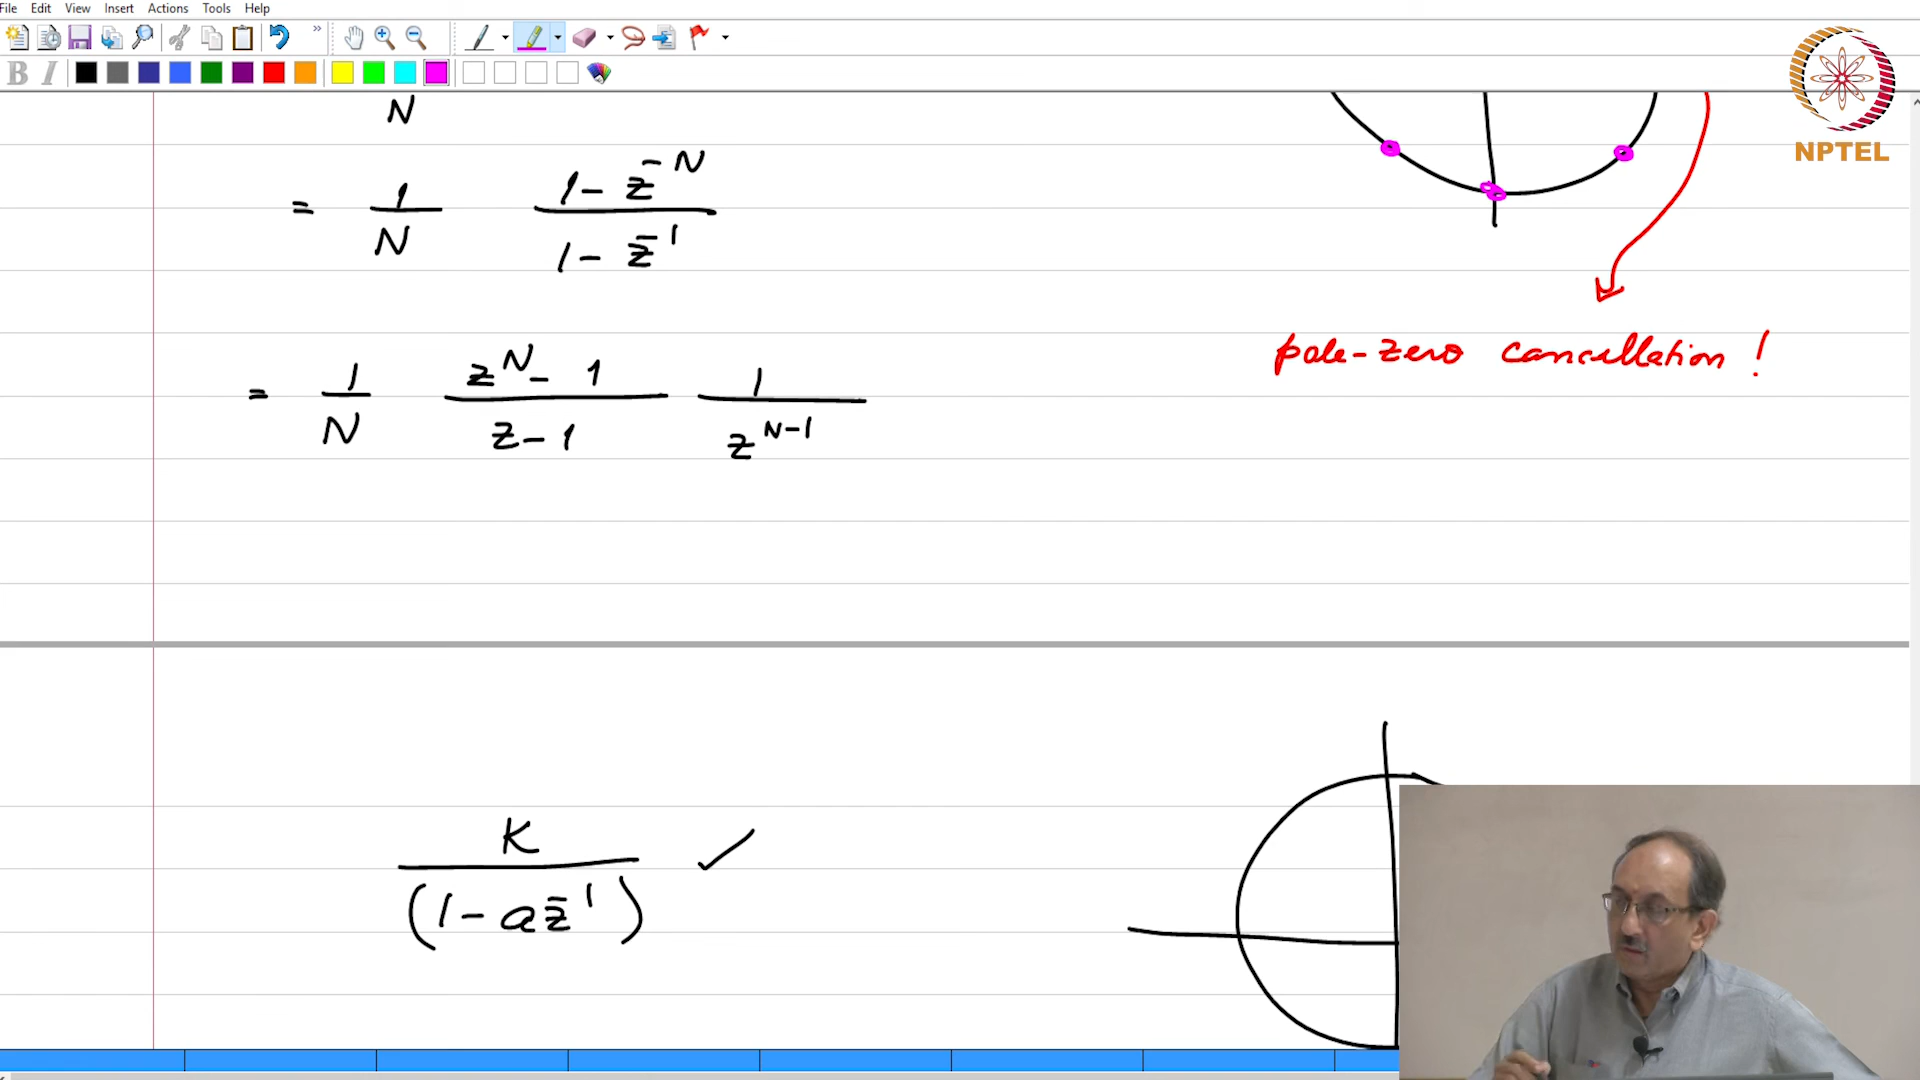 File Edit View Insert Actions Tools Help
B I
NPTEL
N
= 1/N (1 - z^-N)/(1 - z^-1)
= 1/N (z^N - 1)/(z - 1) 1/z^(N-1)
pole-zero cancellation !
K/(1 - az^-1) ✓